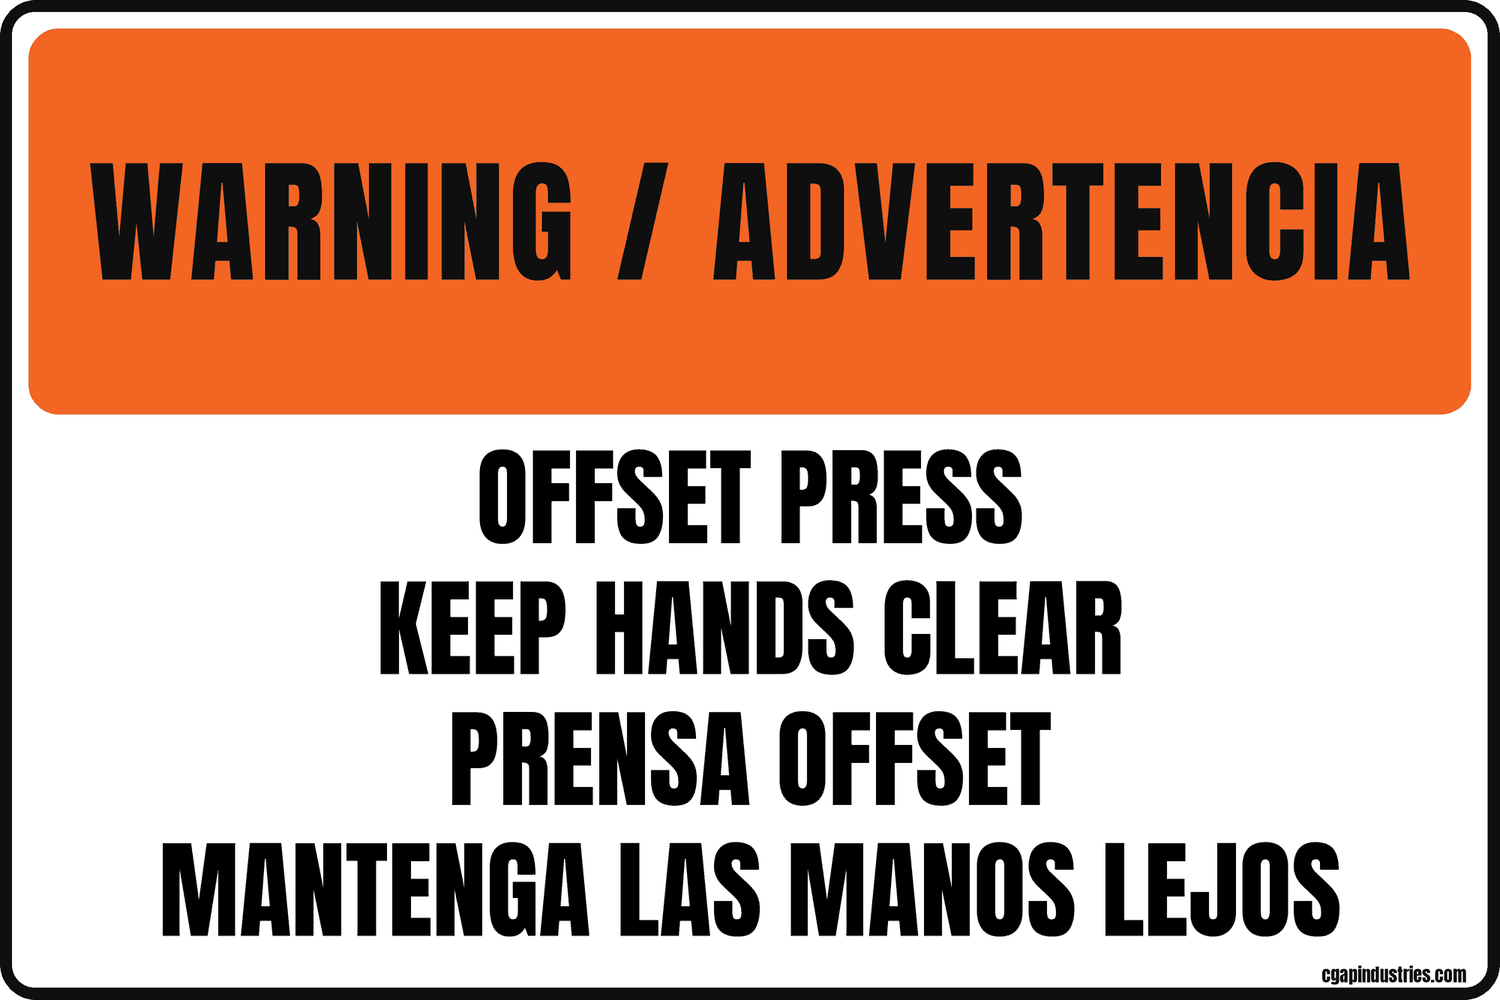 WARNING / ADVERTENCIA
OFFSET PRESS
KEEP HANDS CLEAR
PRENSA OFFSET
MANTENGA LAS MANOS LEJOS
cgapindustries.com